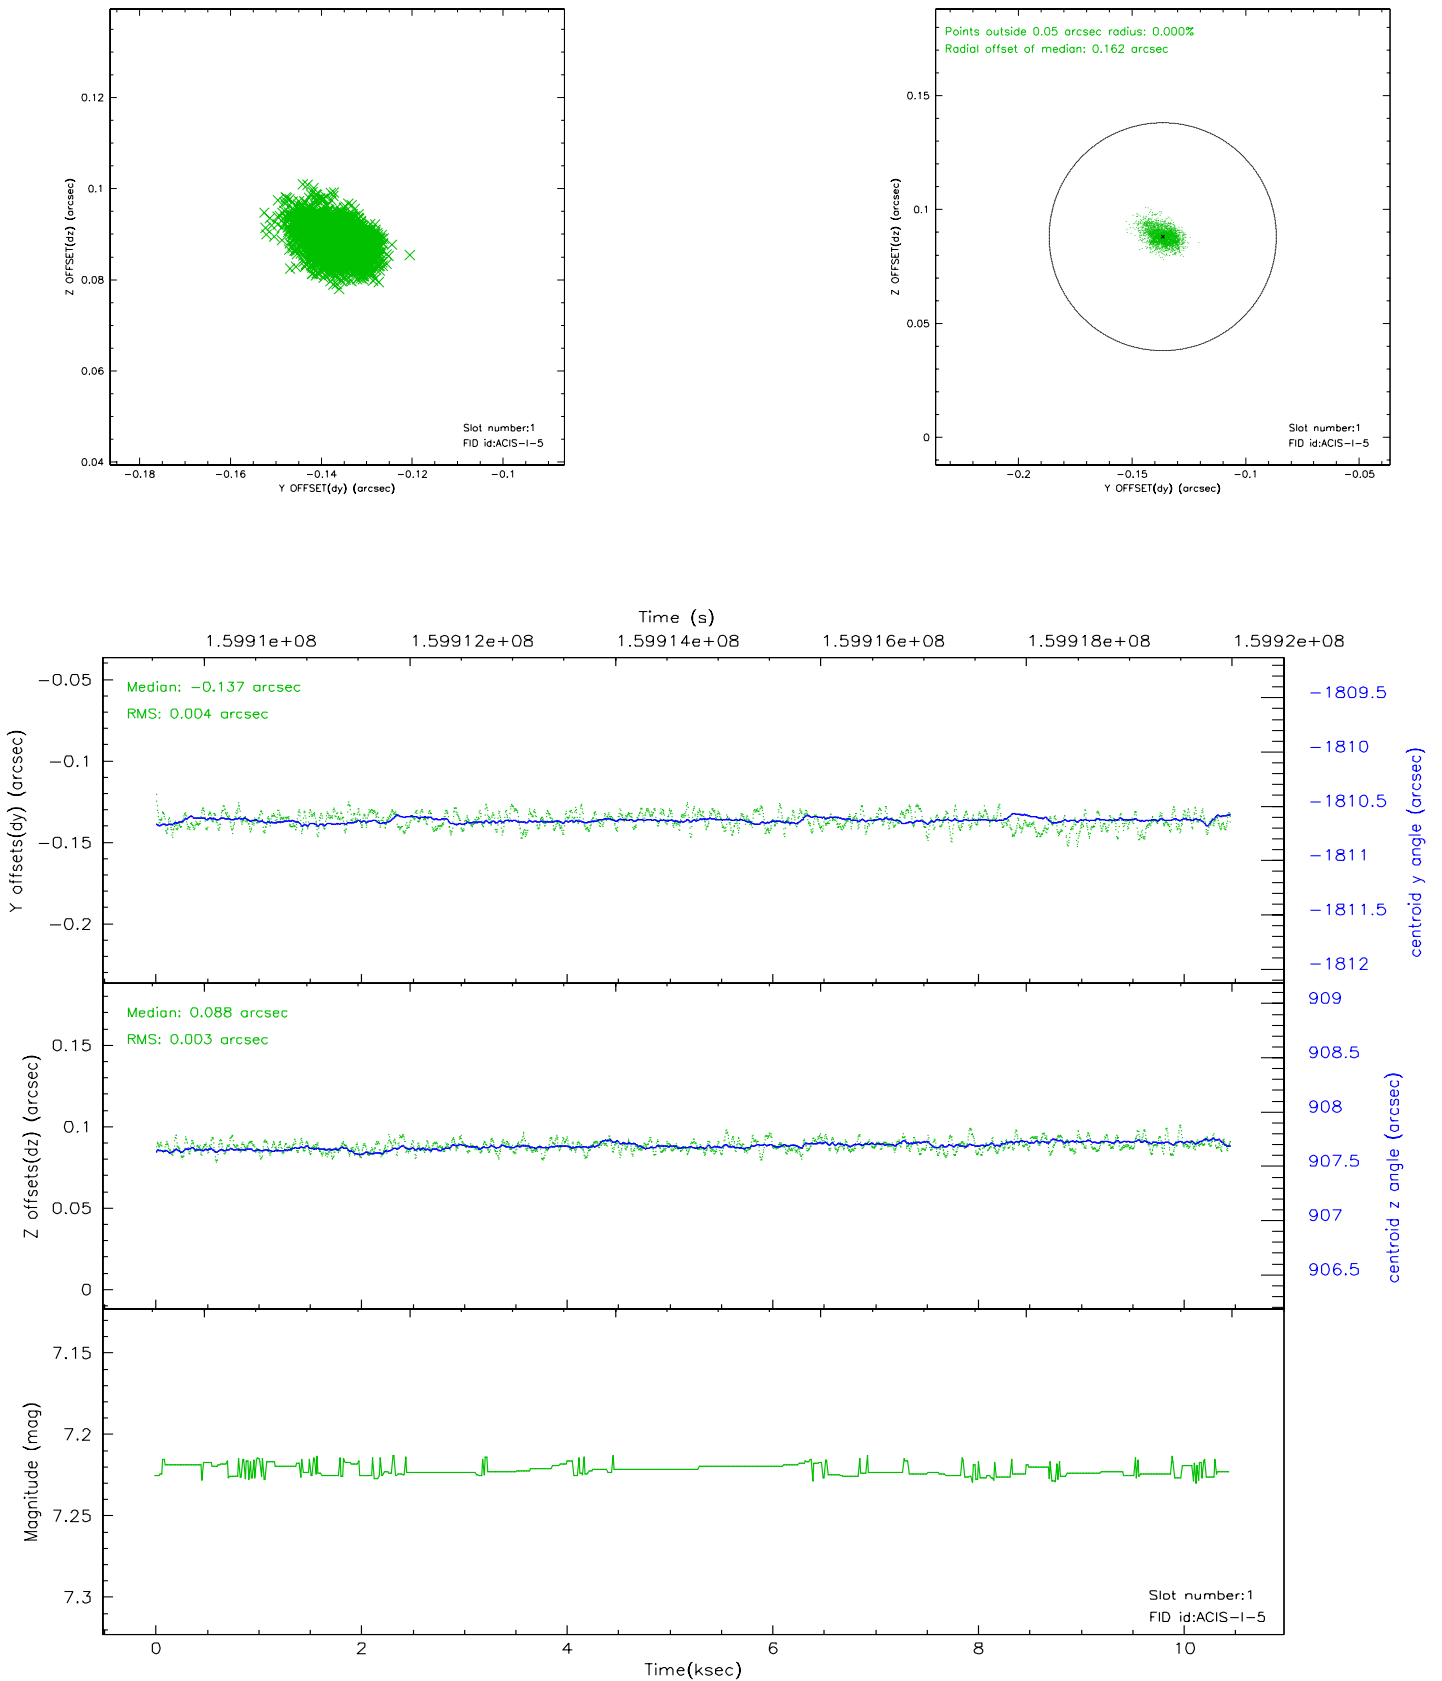 0.12
0.1
0.08
0.06
0.04
Z OFFSET(dz) (arcsec)
Slot number:1
FID id:ACIS-I-5
-0.18
-0.16
-0.14
-0.12
-0.1
Y OFFSET(dy) (arcsec)
Points outside 0.05 arcsec radius: 0.000%
Radial offset of median: 0.162 arcsec
0.15
0.1
0.05
0
Z OFFSET(dz) (arcsec)
Slot number:1
FID id:ACIS-I-5
-0.2
-0.15
-0.1
-0.05
Y OFFSET(dy) (arcsec)
Time (s)
1.5991e+08
1.59912e+08
1.59914e+08
1.59916e+08
1.59918e+08
1.5992e+08
Median: -0.137 arcsec
RMS: 0.004 arcsec
-0.05
-0.1
-0.15
-0.2
Y offsets(dy) (arcsec)
-1809.5
-1810
-1810.5
-1811
-1811.5
-1812
centroid y angle (arcsec)
Median: 0.088 arcsec
RMS: 0.003 arcsec
0.15
0.1
0.05
0
Z offsets(dz) (arcsec)
909
908.5
908
907.5
907
906.5
centroid z angle (arcsec)
7.15
7.2
7.25
7.3
Magnitude (mag)
Slot number:1
FID id:ACIS-I-5
0
2
4
6
8
10
Time(ksec)